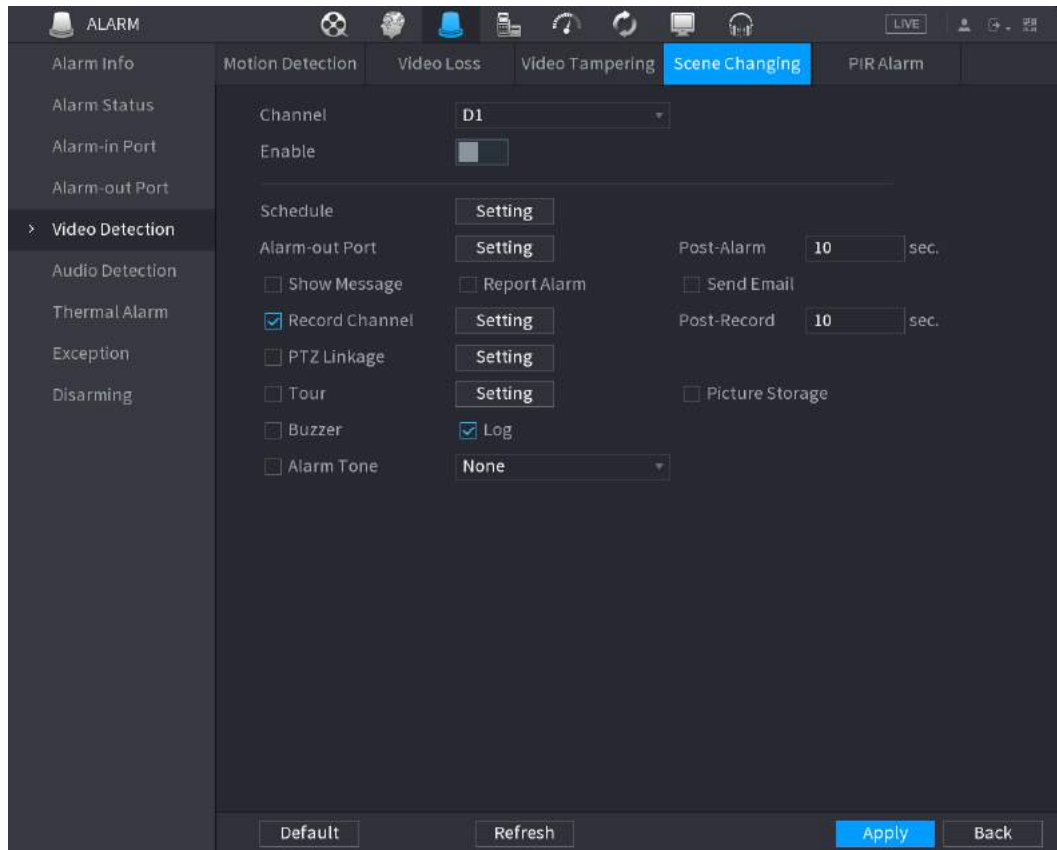 ALARM LIVE
Alarm Info
Alarm Status
Alarm-in Port
Alarm-out Port
> Video Detection
Audio Detection
Thermal Alarm
Exception
Disarming
Motion Detection Video Loss Video Tampering Scene Changing PIR Alarm
Channel D1
Enable
Schedule Setting
Alarm-out Port Setting Post-Alarm 10 sec.
Show Message Report Alarm Send Email
Record Channel Setting Post-Record 10 sec.
PTZ Linkage Setting
Tour Setting Picture Storage
Buzzer Log
Alarm Tone None
Default Refresh Apply Back